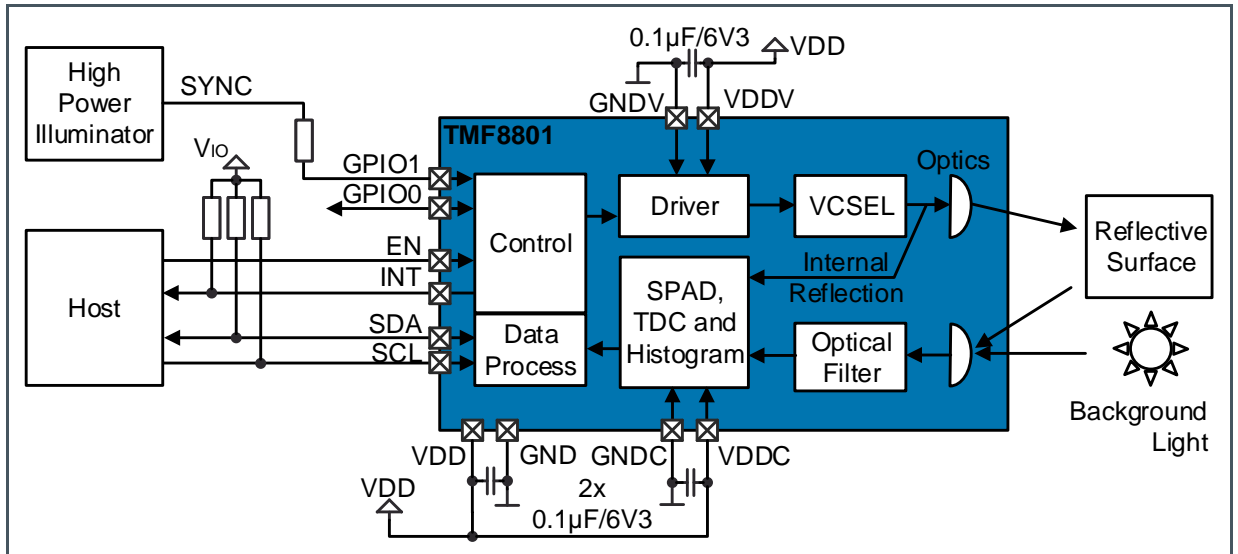 0.1µF/6V3
VDD
High
Power
Illuminator
SYNC
GNDV
VDDV
TMF8801
VIO
GPIO1
GPIO0
Optics
Driver
VCSEL
Control
Reflective
Surface
EN
INT
Internal
Reflection
Host
SPAD,
TDC and
Histogram
SDA
SCL
Data
Process
Optical
Filter
Background
Light
VDD
GND
GNDC
VDDC
VDD
2x
0.1µF/6V3